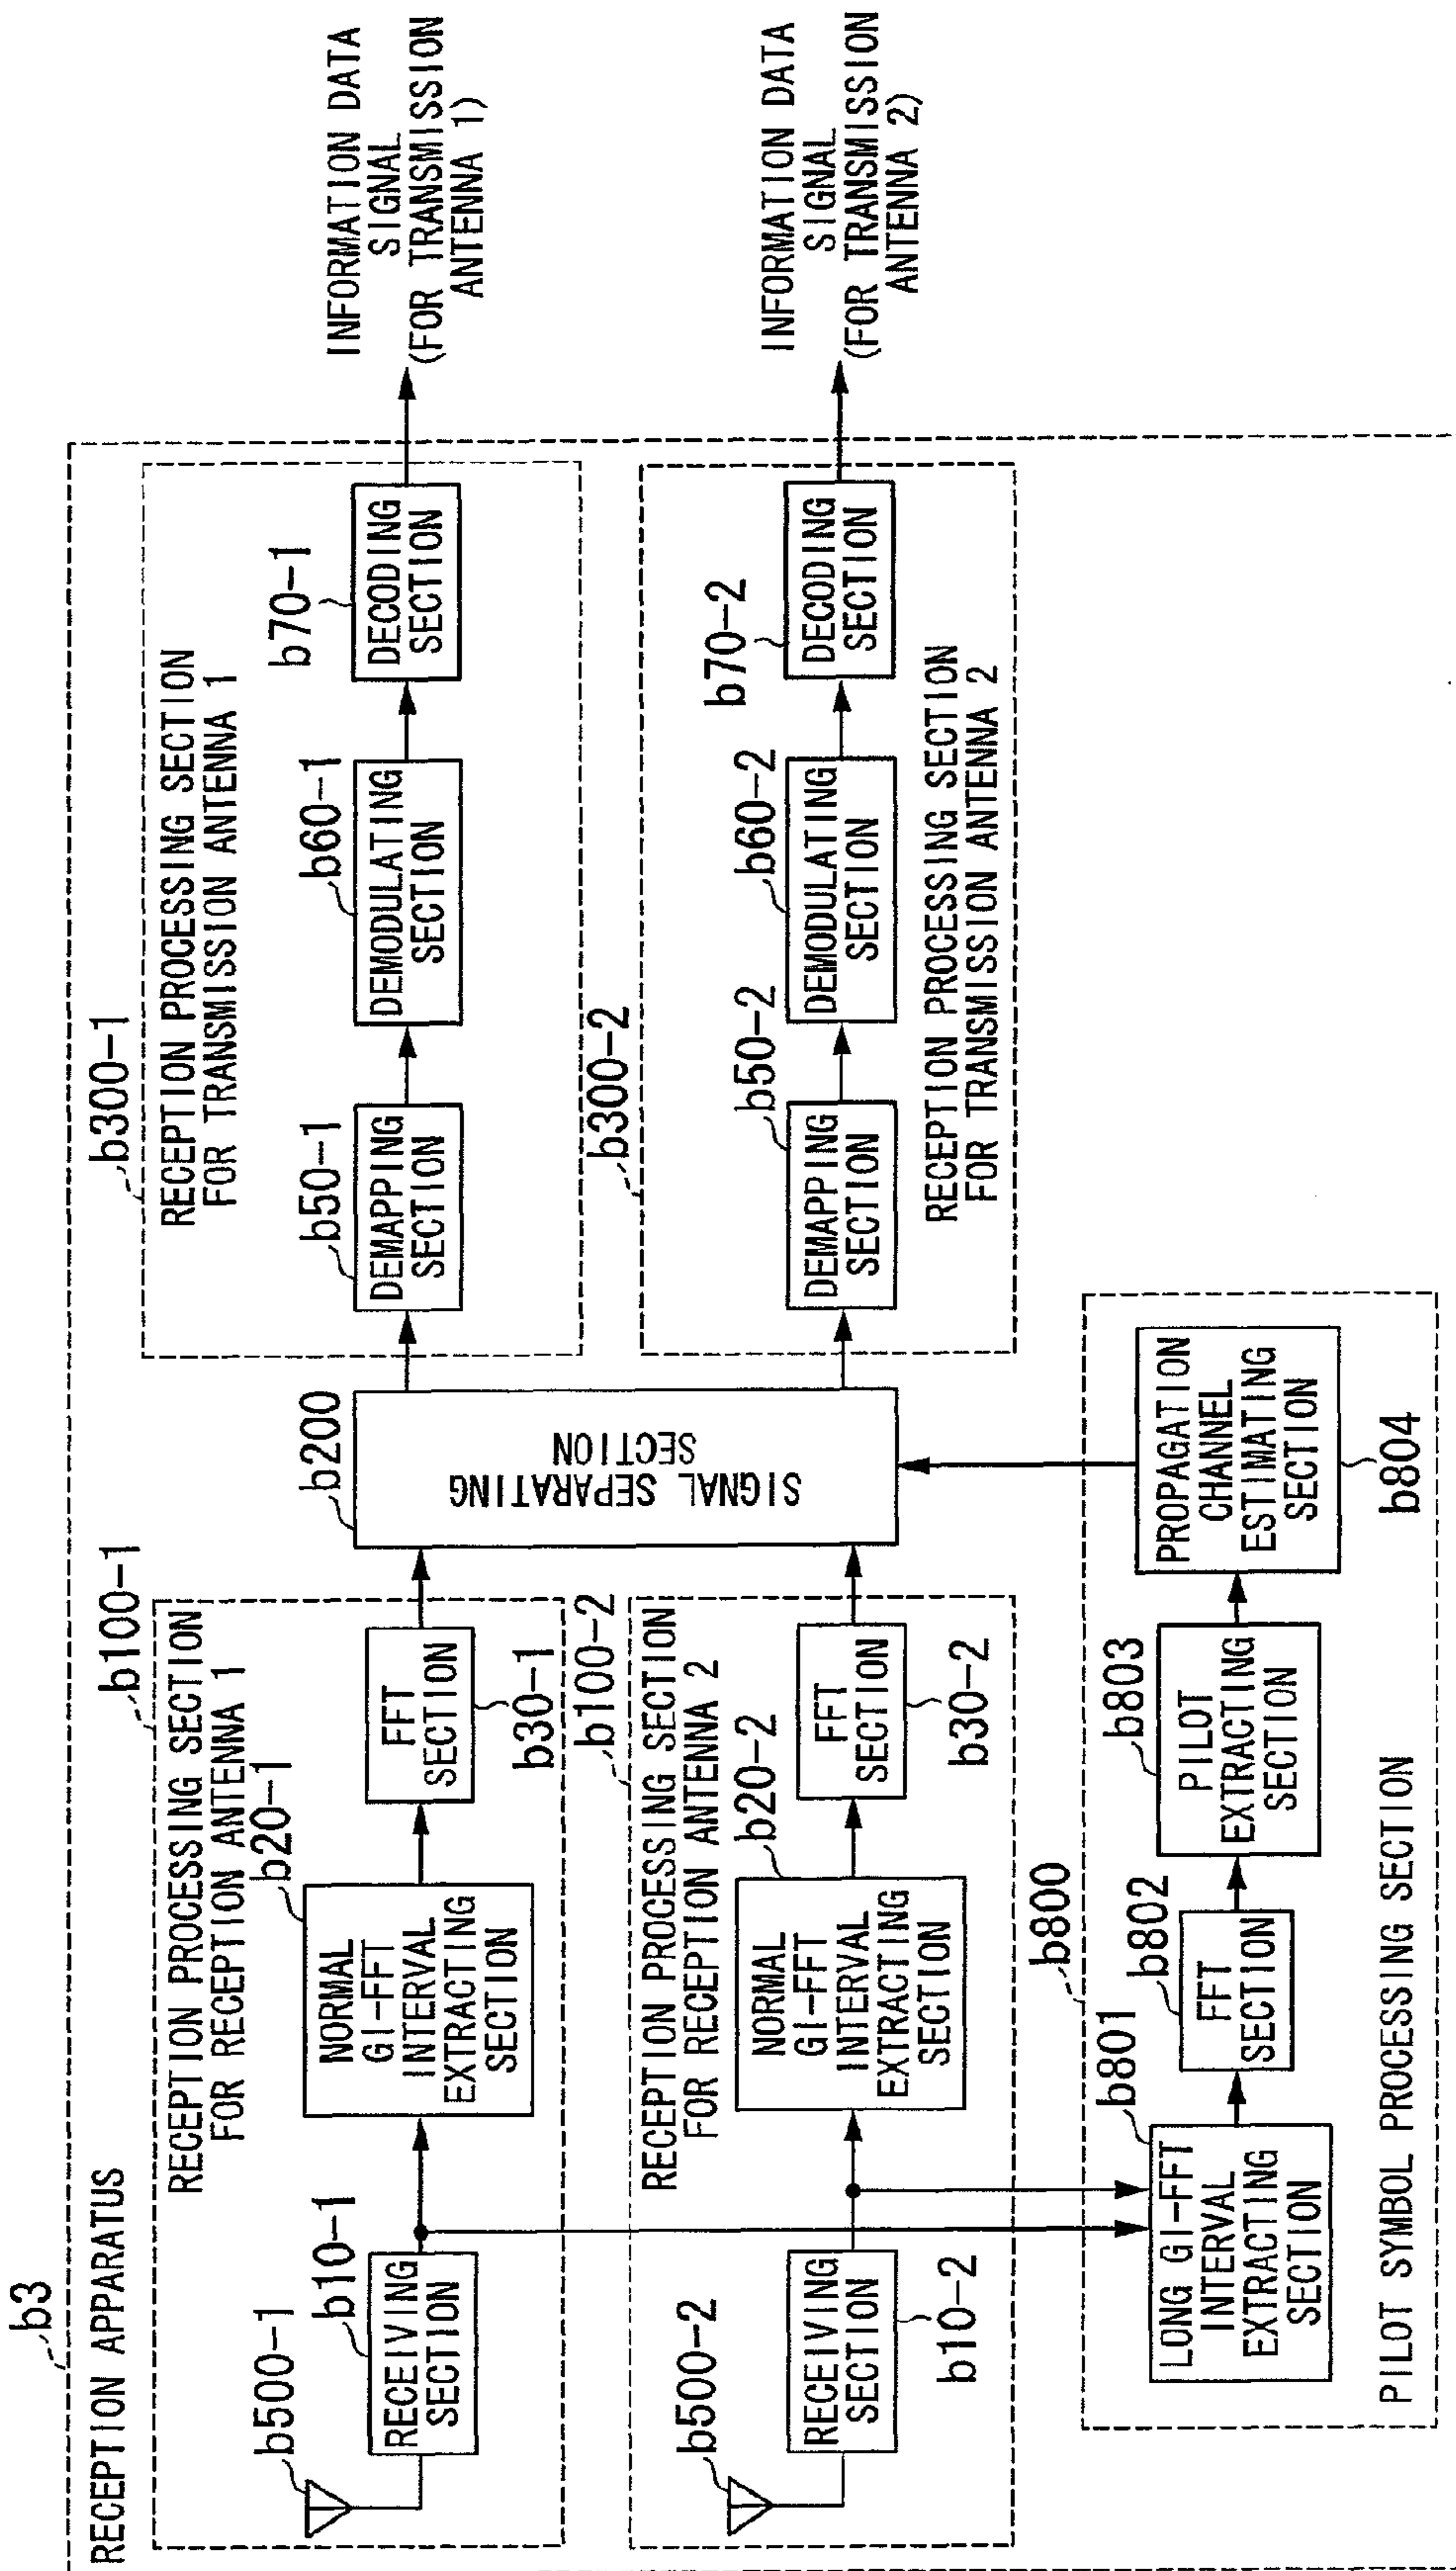 b3
RECEPTION APPARATUS
b100-1
RECEPTION PROCESSING SECTION
FOR RECEPTION ANTENNA 1
b500-1
b10-1
RECEIVING
SECTION
b20-1
NORMAL
GI-FFT
INTERVAL
EXTRACTING
SECTION
FFT
SECTION
b30-1
b100-2
RECEPTION PROCESSING SECTION
FOR RECEPTION ANTENNA 2
b500-2
RECEIVING
SECTION
b10-2
b20-2
NORMAL
GI-FFT
INTERVAL
EXTRACTING
SECTION
FFT
SECTION
b30-2
b200
SIGNAL SEPARATING
SECTION
b300-1
RECEPTION PROCESSING SECTION
FOR TRANSMISSION ANTENNA 1
b50-1
DEMAPPING
SECTION
b60-1
DEMODULATING
SECTION
b70-1
DECODING
SECTION
INFORMATION DATA
SIGNAL
(FOR TRANSMISSION
ANTENNA 1)
b300-2
b50-2
DEMAPPING
SECTION
b60-2
DEMODULATING
SECTION
b70-2
DECODING
SECTION
RECEPTION PROCESSING SECTION
FOR TRANSMISSION ANTENNA 2
INFORMATION DATA
SIGNAL
(FOR TRANSMISSION
ANTENNA 2)
b800
b801
LONG GI-FFT
INTERVAL
EXTRACTING
SECTION
b802
FFT
SECTION
b803
PILOT
EXTRACTING
SECTION
PROPAGATION
CHANNEL
ESTIMATING
SECTION
b804
PILOT SYMBOL PROCESSING SECTION